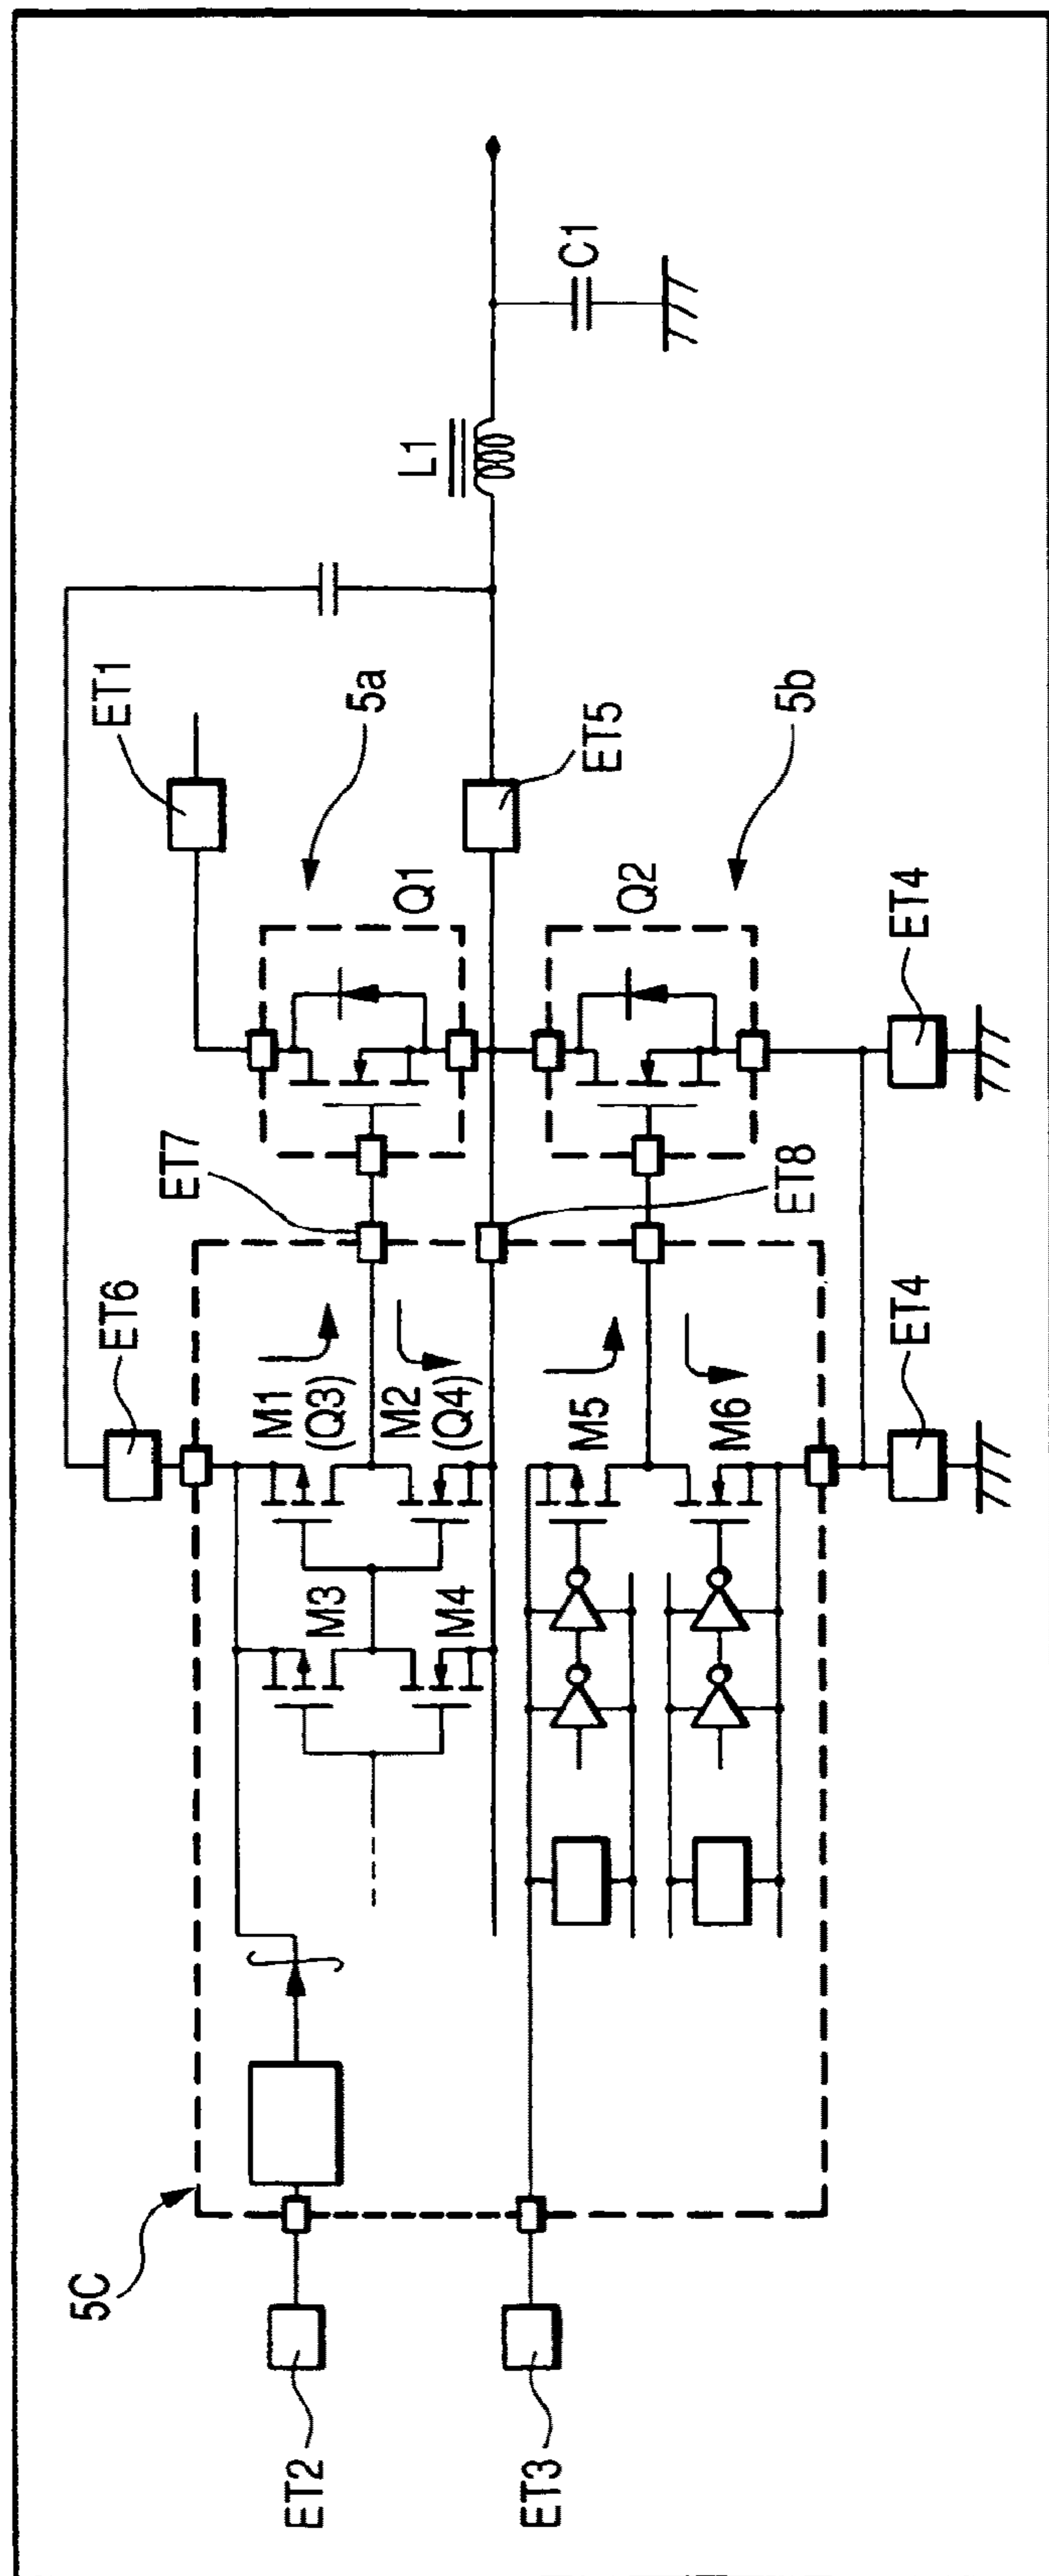 5C
ET2
ET3
ET6
M3
M4
M1
(Q3)
M2
(Q4)
M5
M6
ET7
ET8
ET4
ET4
Q1
Q2
ET1
5a
ET5
5b
L1
C1